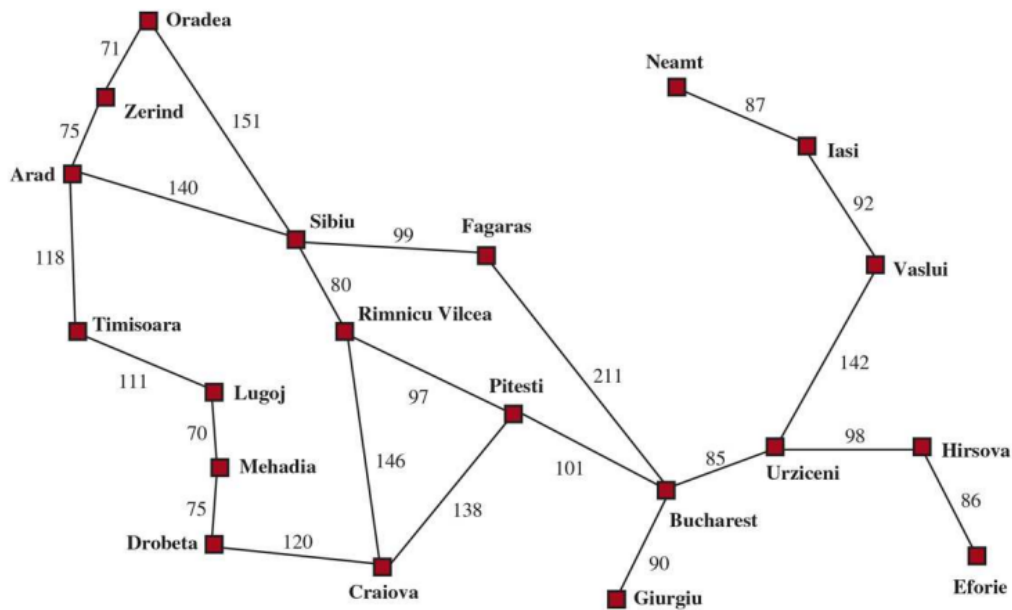 Oradea
71
Neamt
Zerind
87
75
151
Iasi
Arad
140
92
Sibiu
Fagaras
99
118
Vaslui
80
Timisoara
Rimnicu Vilcea
142
111
211
Lugoj
97
Pitesti
70
98
Hirsova
Mehadia
146
101
85
Urziceni
86
75
138
Bucharest
Drobeta
120
90
Craiova
Giurgiu
Eforie